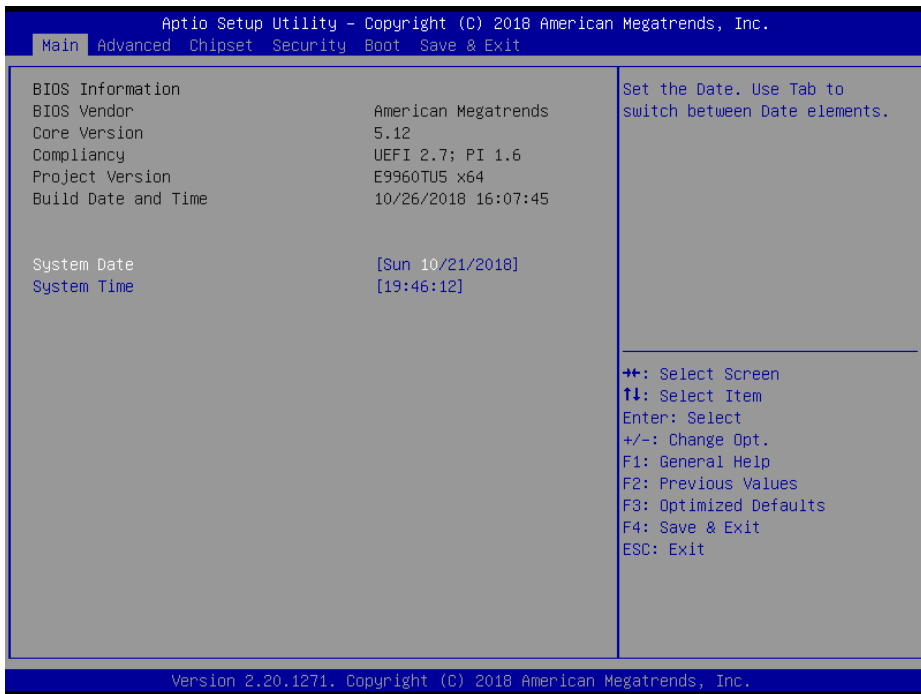 Aptio Setup Utility – Copyright (C) 2018 American Megatrends, Inc.
Main Advanced Chipset Security Boot Save & Exit
BIOS Information
BIOS Vendor American Megatrends
Core Version 5.12
Compliancy UEFI 2.7; PI 1.6
Project Version E9960TU5 x64
Build Date and Time 10/26/2018 16:07:45
System Date [Sun 10/21/2018]
System Time [19:46:12]
Set the Date. Use Tab to
switch between Date elements.
→←: Select Screen
↑↓: Select Item
Enter: Select
+/-: Change Opt.
F1: General Help
F2: Previous Values
F3: Optimized Defaults
F4: Save & Exit
ESC: Exit
Version 2.20.1271. Copyright (C) 2018 American Megatrends, Inc.